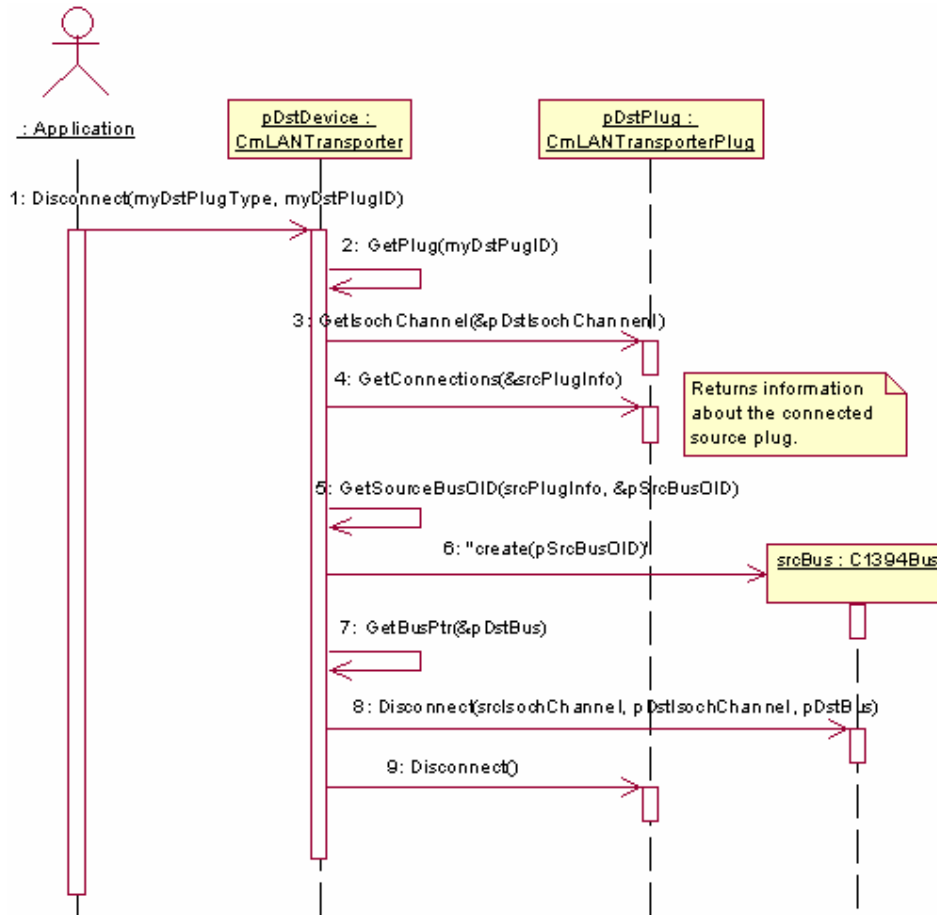 : Application
pDstDevice :
CmLANTransporter
pDstPlug :
CmLANTransporterPlug
1: Disconnect(myDstPlugType, myDstPlugID)
2: GetPlug(myDstPugID)
3: GetIsochChannel(&pDstIsochChannenl)
4: GetConnections(&srcPlugInfo)
Returns information
about the connected
source plug.
5: GetSourceBusOID(srcPlugInfo, &pSrcBusOID)
6: "create(pSrcBusOID)"
srcBus : C1394Bus
7: GetBusPtr(&pDstBus)
8: Disconnect(srcIsochChannel, pDstIsochChannel, pDstBus)
9: Disconnect()